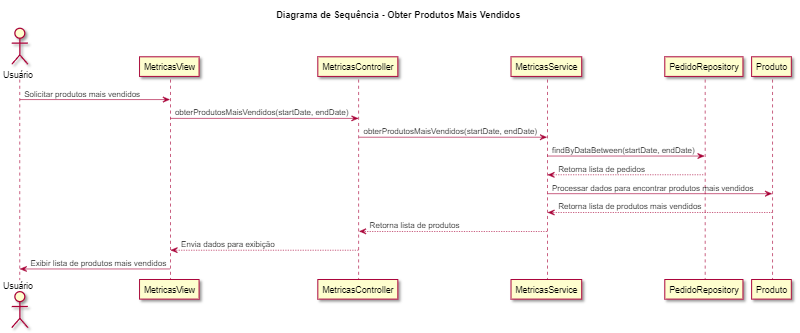 Diagrama de Sequência - Obter Produtos Mais Vendidos
Usuário
MetricasView
MetricasController
MetricasService
PedidoRepository
Produto
Solicitar produtos mais vendidos
obterProdutosMaisVendidos(startDate, endDate)
obterProdutosMaisVendidos(startDate, endDate)
findByDataBetween(startDate, endDate)
Retorna lista de pedidos
Processar dados para encontrar produtos mais vendidos
Retorna lista de produtos mais vendidos
Retorna lista de produtos
Envia dados para exibição
Exibir lista de produtos mais vendidos
Usuário
MetricasView
MetricasController
MetricasService
PedidoRepository
Produto